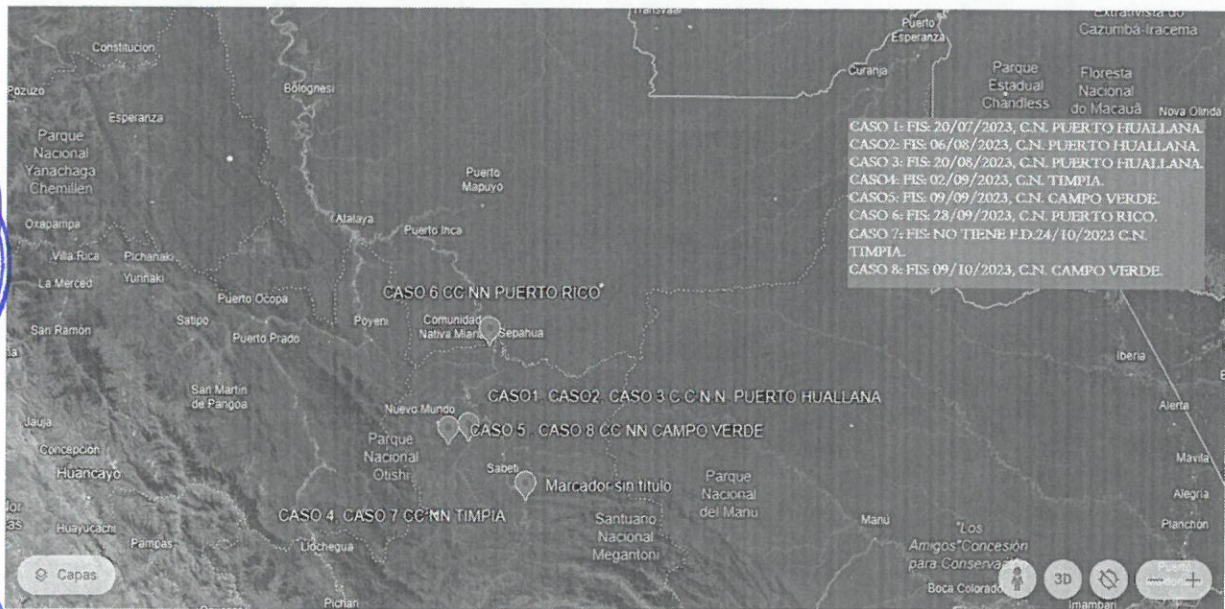 Transvaal
Puerto
Esperanza
Extrativista do
Cazumbá-Iracema
Constitucion
Curanja
Parque
Estadual
Chandless
Floresta
Nacional
do Macauã
Nova Olinda
Pozuzo
Bolognesi
Esperanza
Parque
Nacional
Yanachaga
Chemillen
CASO 1: FIS: 20/07/2023, C.N. PUERTO HUALLANA.
CASO2: FIS: 06/08/2023, C.N. PUERTO HUALLANA.
CASO 3: FIS: 20/08/2023, C.N. PUERTO HUALLANA.
CASO4: FIS: 02/09/2023, C.N. TIMPIA.
CASO5: FIS: 09/09/2023, C.N. CAMPO VERDE.
CASO 6: FIS: 28/09/2023, C.N. PUERTO RICO.
CASO 7: FIS: NO TIENE F.D.24/10/2023 C.N.
TIMPIA.
CASO 8: FIS: 09/10/2023, C.N. CAMPO VERDE.
Puerto
Mapuyo
Oxapampa
Atalaya
Puerto Inca
Villa Rica
Pichanaki
La Merced
Yurinaki
Puerto Ocopa
CASO 6 CC NN PUERTO RICO
San Ramon
Satipo
Puerto Prado
Poyeni
Comunidad
Nativa Miaria
Sepahua
Iberia
San Martin
de Pangoa
CASO1, CASO2, CASO 3 C C N N PUERTO HUALLANA
Nuevo Mundo
Alerta
Jauja
CASO 5 , CASO 8 CC NN CAMPO VERDE
Parque
Nacional
Otishi
Concepción
Mavila
Huancayo
Sabeti
Marcador sin título
Parque
Nacional
del Manu
Alegria
CASO 4, CASO 7 CC NN TIMPIA
Huayucachi
Pampas
Llochegua
Santuario
Nacional
Megantoni
Manú
"Los
Amigos"Concesión
para Conservac
Planchón
Capas
3D
Boca Colorado
Pichari
Imambari